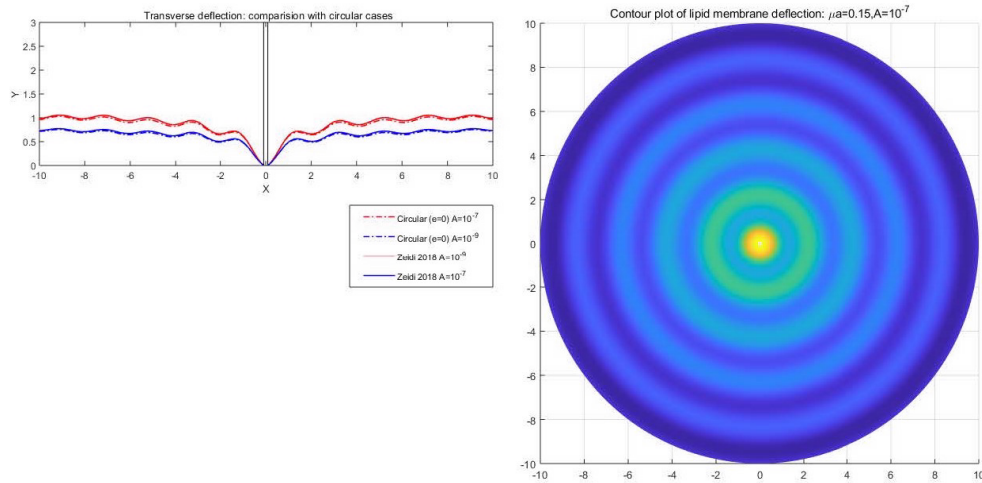 Transverse deflection: comparision with circular cases
3
2.5
2
1.5
1
0.5
0
Y
-10 -8 -6 -4 -2 0 2 4 6 8 10
X
Circular (e=0) A=10^-7
Circular (e=0) A=10^-9
Zeidi 2018 A=10^-9
Zeidi 2018 A=10^-7
Contour plot of lipid membrane deflection: μa=0.15,A=10^-7
10
8
6
4
2
0
-2
-4
-6
-8
-10
-10 -8 -6 -4 -2 0 2 4 6 8 10